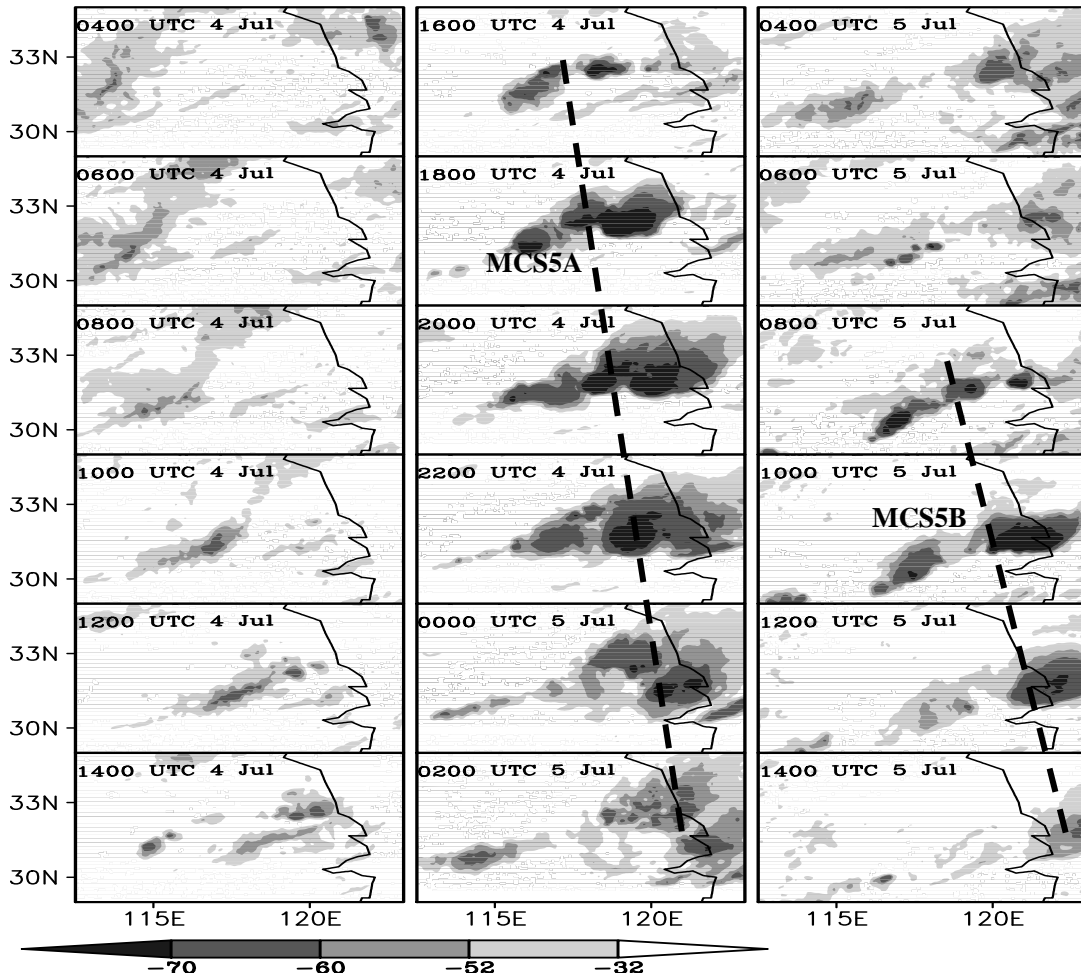 0400 UTC 4 Jul
1600 UTC 4 Jul
0400 UTC 5 Jul
33N
30N
0600 UTC 4 Jul
1800 UTC 4 Jul
0600 UTC 5 Jul
33N
MCS5A
30N
0800 UTC 4 Jul
2000 UTC 4 Jul
0800 UTC 5 Jul
33N
30N
1000 UTC 4 Jul
2200 UTC 4 Jul
1000 UTC 5 Jul
33N
MCS5B
30N
1200 UTC 4 Jul
0000 UTC 5 Jul
1200 UTC 5 Jul
33N
30N
1400 UTC 4 Jul
0200 UTC 5 Jul
1400 UTC 5 Jul
33N
30N
115E 120E 115E 120E 115E 120E
-70 -60 -52 -32